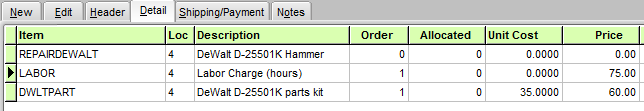 New Edit Header Detail Shipping/Payment Notes
Item Loc Description Order Allocated Unit Cost Price
REPAIRDEWALT 4 DeWalt D-25501K Hammer 0 0 0.0000 0.00
LABOR 4 Labor Charge (hours) 1 0 0.0000 75.00
DWLTPART 4 DeWalt D-25501K parts kit 1 0 35.0000 60.00